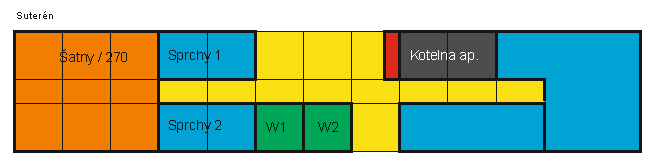 Suterén
Šatny / 270
Sprchy 1
Kotelna ap.
Sprchy 2
W1
W2